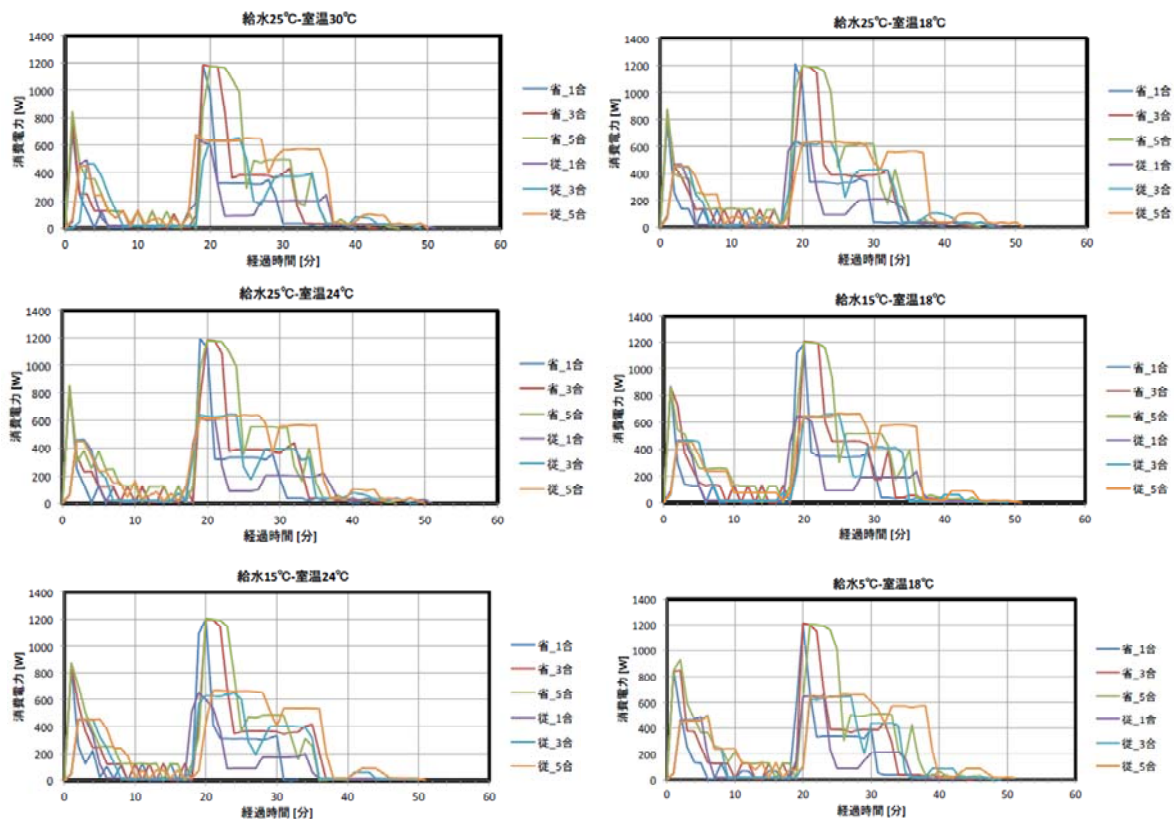 給水25℃-室温30℃
消費電力 [W]
1400
1200
1000
800
600
400
200
0
0 10 20 30 40 50 60
経過時間 [分]
省_1合
省_3合
省_5合
従_1合
従_3合
従_5合
給水25℃-室温18℃
消費電力 [W]
1400
1200
1000
800
600
400
200
0
0 10 20 30 40 50 60
経過時間 [分]
省_1合
省_3合
省_5合
従_1合
従_3合
従_5合
給水25℃-室温24℃
消費電力 [W]
1400
1200
1000
800
600
400
200
0
0 10 20 30 40 50 60
経過時間 [分]
省_1合
省_3合
省_5合
従_1合
従_3合
従_5合
給水15℃-室温18℃
消費電力 [W]
1400
1200
1000
800
600
400
200
0
0 10 20 30 40 50 60
経過時間 [分]
省_1合
省_3合
省_5合
従_1合
従_3合
従_5合
給水15℃-室温24℃
消費電力 [W]
1400
1200
1000
800
600
400
200
0
0 10 20 30 40 50 60
経過時間 [分]
省_1合
省_3合
省_5合
従_1合
従_3合
従_5合
給水5℃-室温18℃
消費電力 [W]
1400
1200
1000
800
600
400
200
0
0 10 20 30 40 50 60
経過時間 [分]
省_1合
省_3合
省_5合
従_1合
従_3合
従_5合